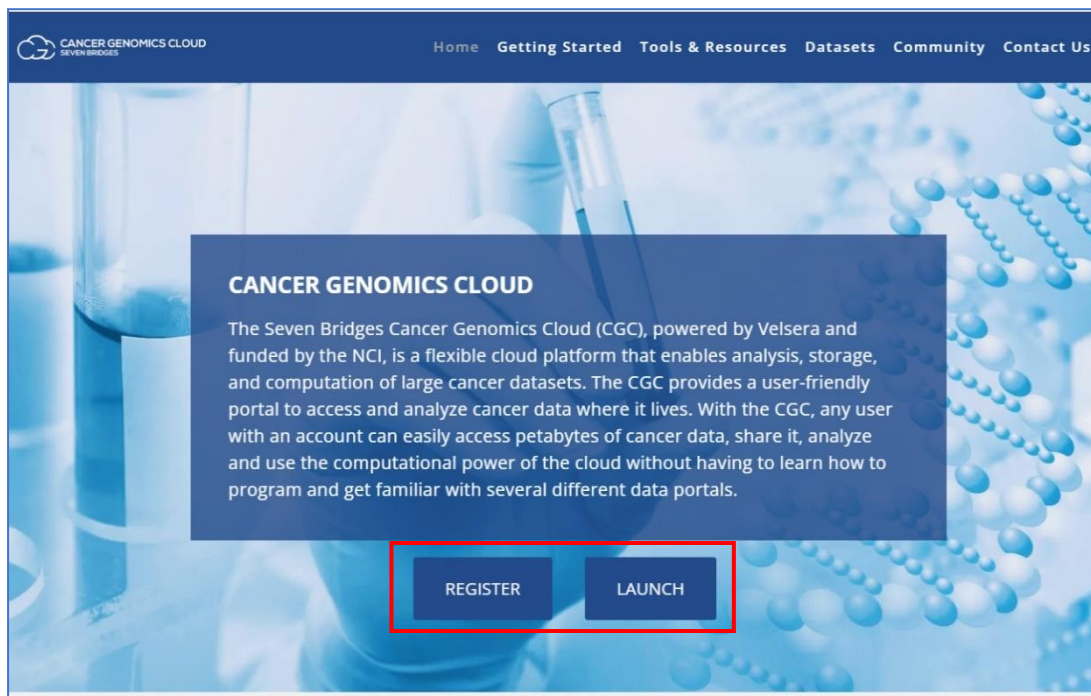 CANCER GENOMICS CLOUD
SEVEN BRIDGES
Home Getting Started Tools & Resources Datasets Community Contact Us
CANCER GENOMICS CLOUD
The Seven Bridges Cancer Genomics Cloud (CGC), powered by Velsera and
funded by the NCI, is a flexible cloud platform that enables analysis, storage,
and computation of large cancer datasets. The CGC provides a user-friendly
portal to access and analyze cancer data where it lives. With the CGC, any user
with an account can easily access petabytes of cancer data, share it, analyze
and use the computational power of the cloud without having to learn how to
program and get familiar with several different data portals.
REGISTER LAUNCH